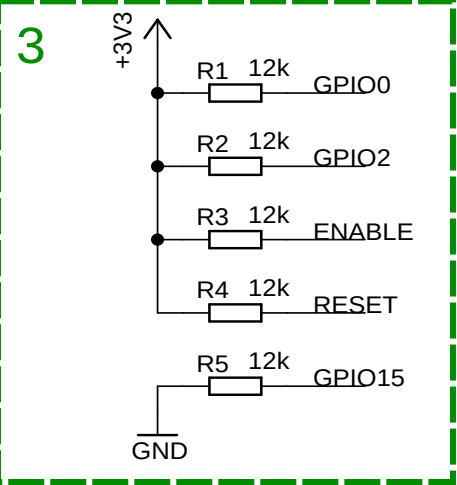 3
+3V3
R1 12k GPIO0
R2 12k GPIO2
R3 12k ENABLE
R4 12k RESET
R5 12k GPIO15
GND